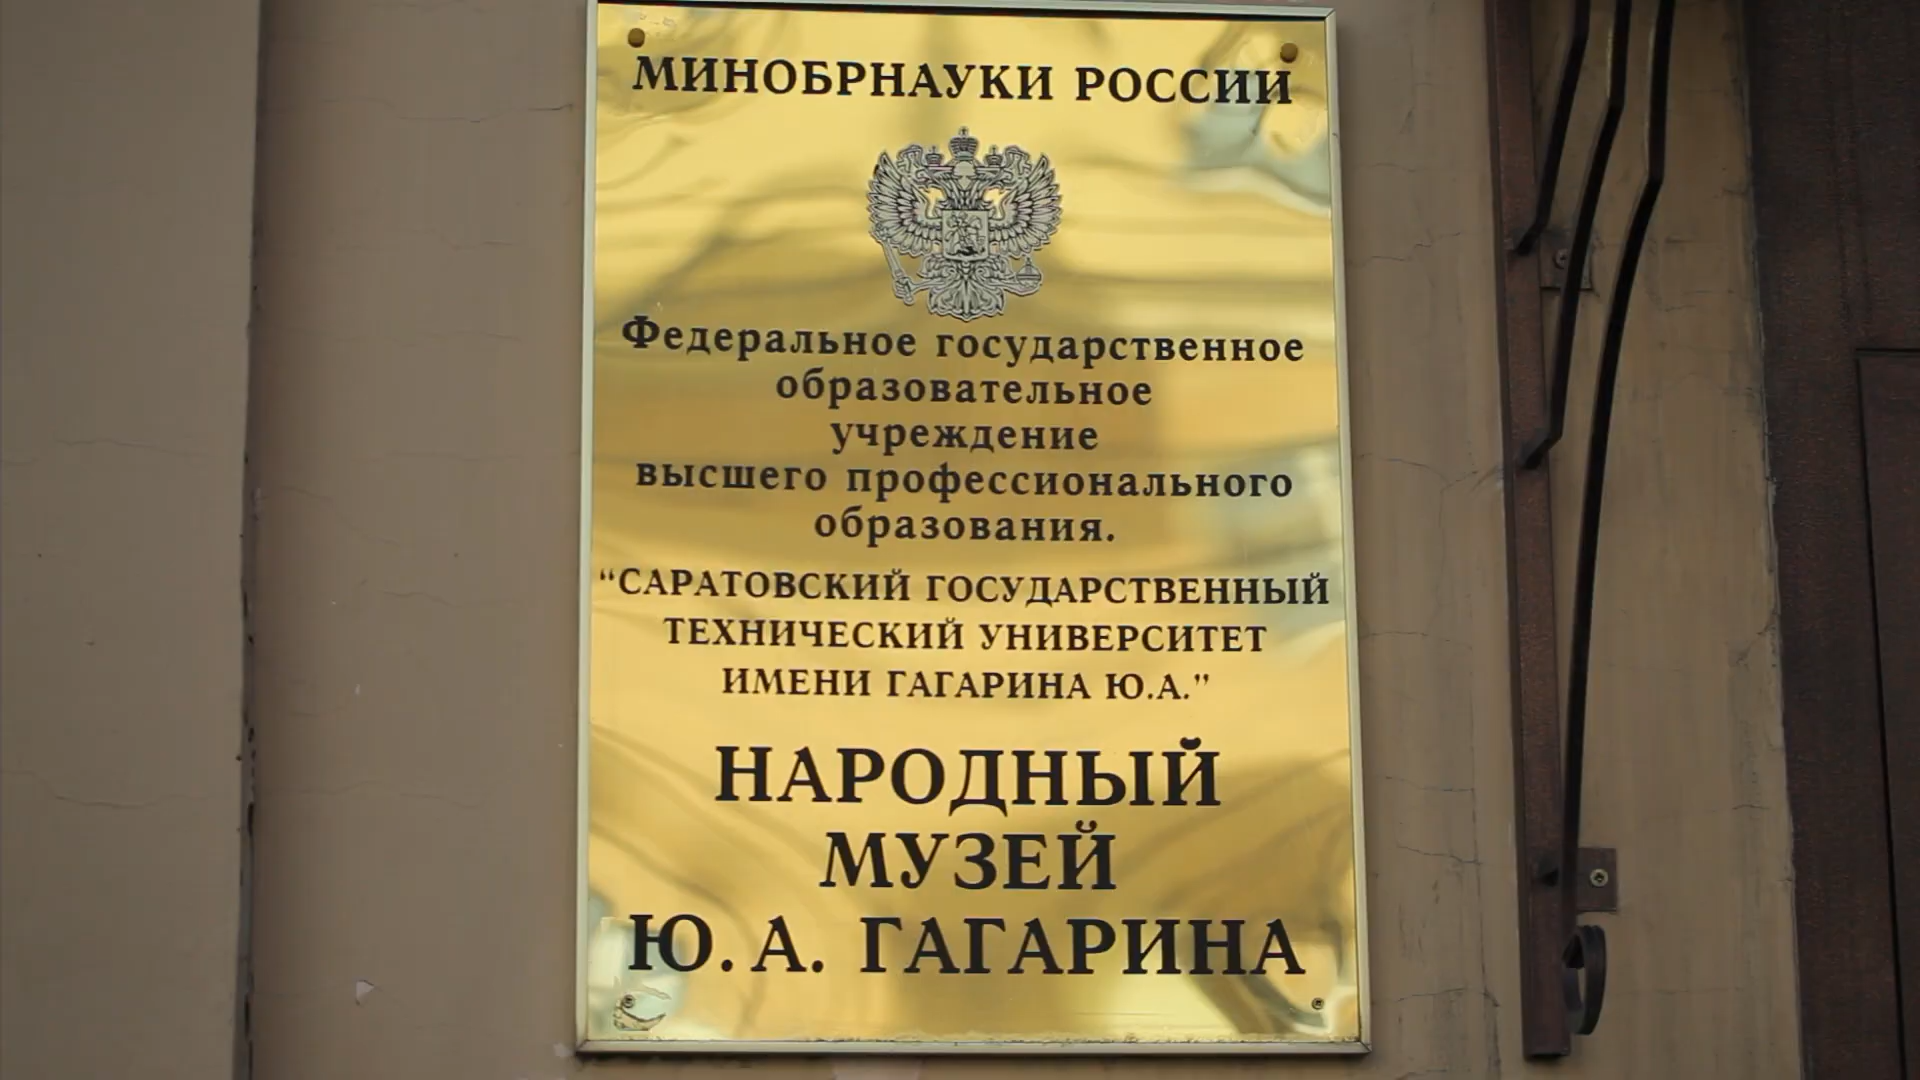 МИНОБРНАУКИ РОССИИ
Федеральное государственное
образовательное
учреждение
высшего профессионального
образования.
"САРАТОВСКИЙ ГОСУДАРСТВЕННЫЙ
ТЕХНИЧЕСКИЙ УНИВЕРСИТЕТ
ИМЕНИ ГАГАРИНА Ю.А."
НАРОДНЫЙ
МУЗЕЙ
Ю. А. ГАГАРИНА